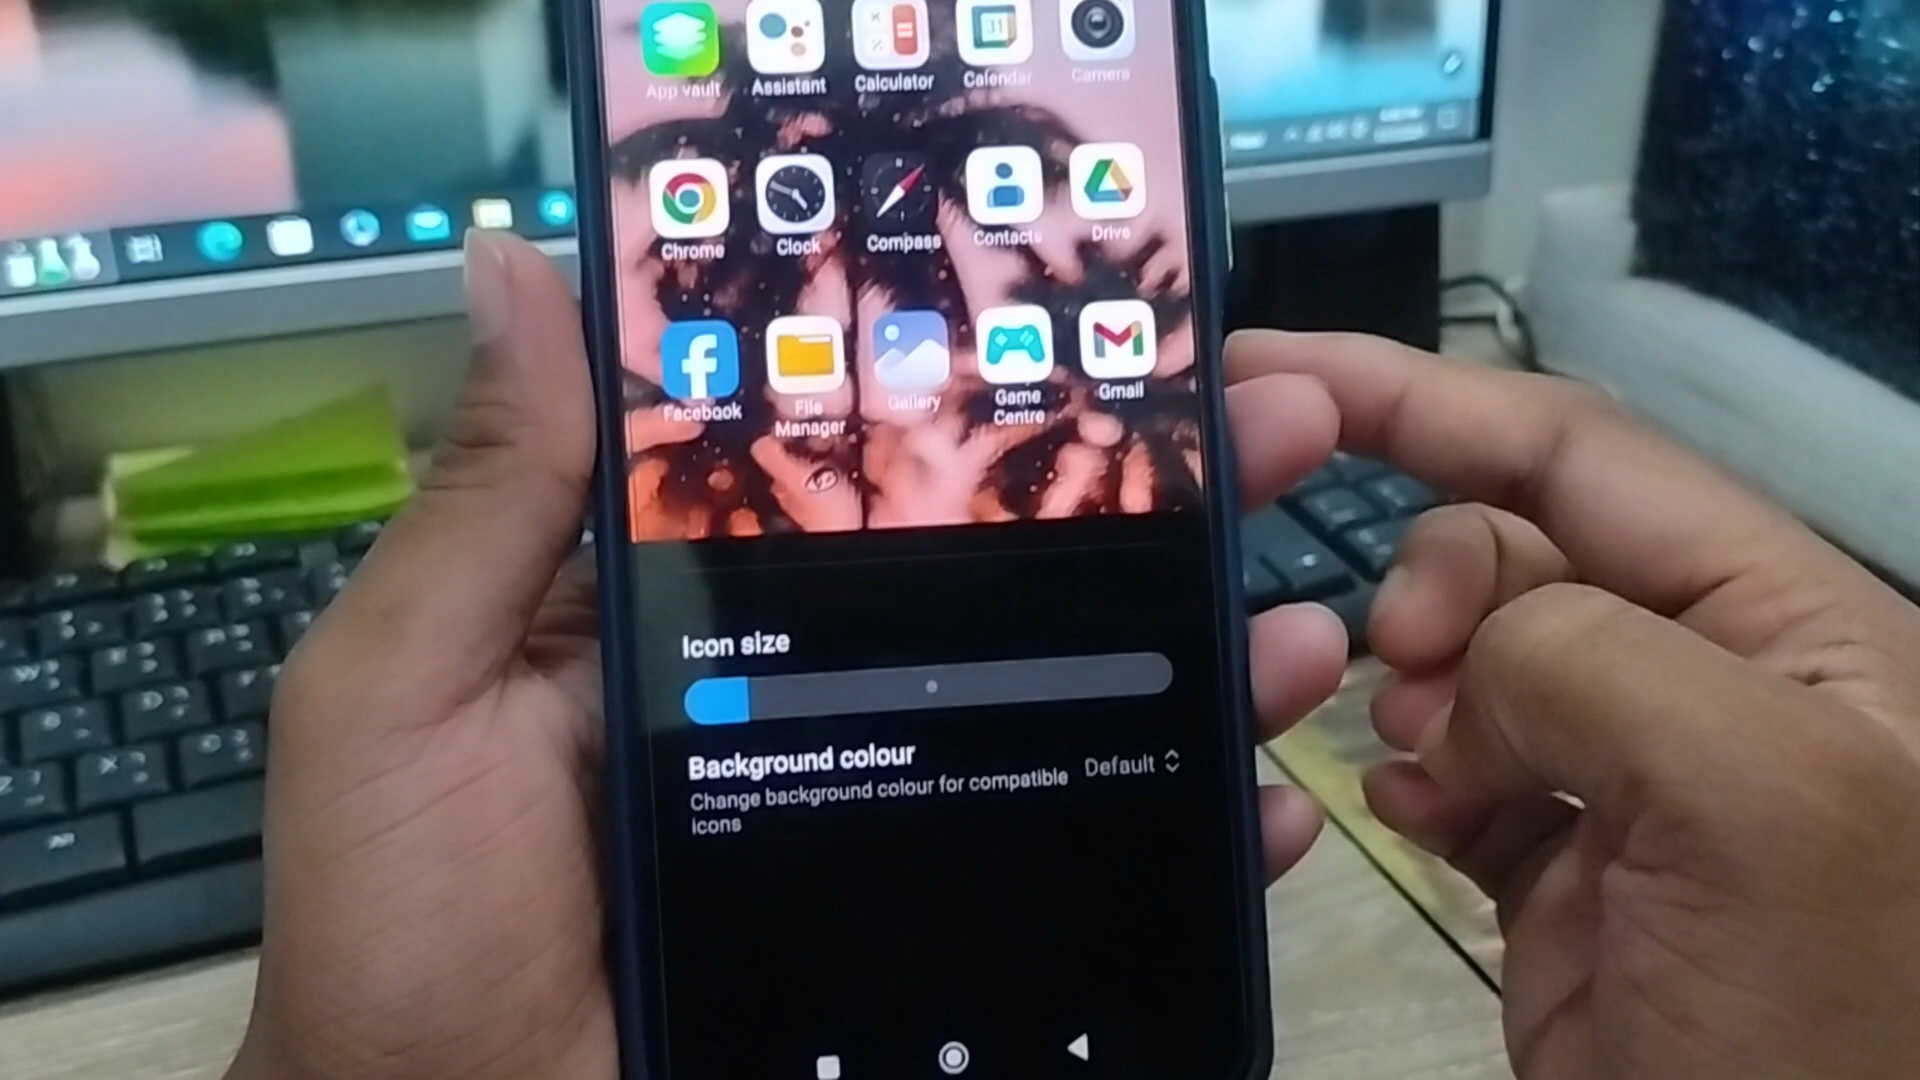 App vault
Assistant
Calculator
Calendar
Camera
31
Chrome
Clock
Compass
Contacts
Drive
Facebook
File
Manager
Gallery
Game
Centre
Gmail
Icon size
Background colour
Change background colour for compatible
icons
Default